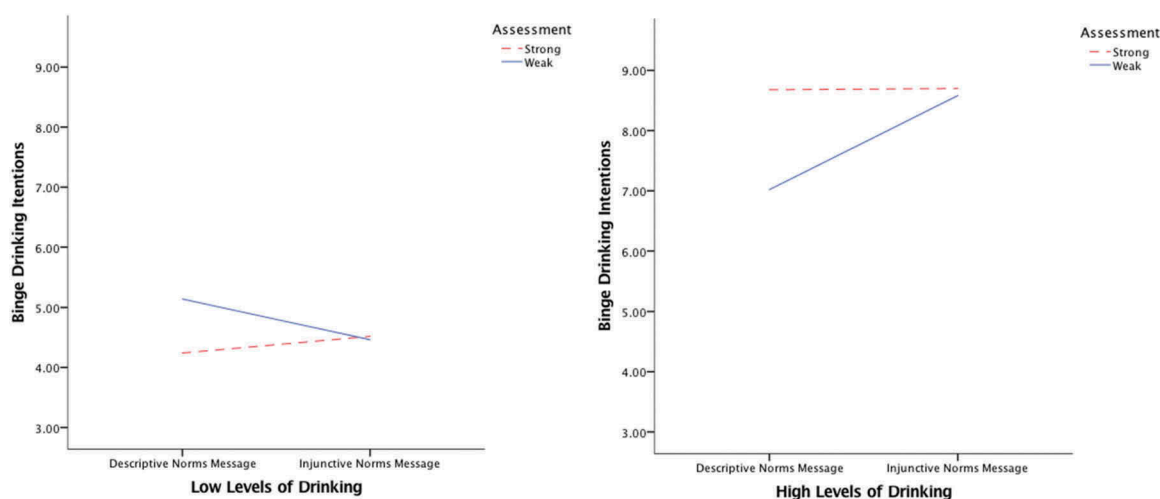 Assessment
Strong
Weak
9.00
8.00
7.00
6.00
5.00
4.00
3.00
Binge Drinking Itentions
Descriptive Norms Message
Injunctive Norms Message
Low Levels of Drinking
Assessment
Strong
Weak
9.00
8.00
7.00
6.00
5.00
4.00
3.00
Binge Drinking Intentions
Descriptive Norms Message
Injunctive Norms Message
High Levels of Drinking